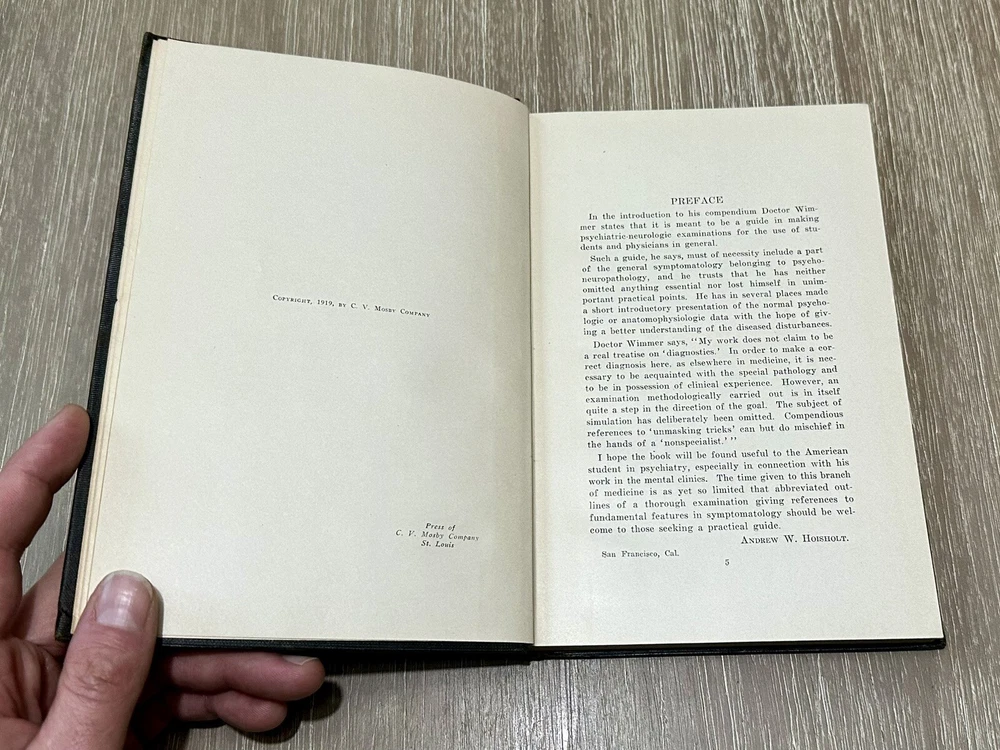 COPYRIGHT, 1919, BY C. V. MOSBY COMPANY
Press of
C. V. Mosby Company
St. Louis
PREFACE
In the introduction to his compendium Doctor Wim-
mer states that it is meant to be a guide in making
psychiatric-neurologic examinations for the use of stu-
dents and physicians in general.
Such a guide, he says, must of necessity include a part
of the general symptomatology belonging to psycho-
neuropathology, and he trusts that he has neither
omitted anything essential nor lost himself in unim-
portant practical points. He has in several places made
a short introductory presentation of the normal psycho-
logic or anatomophysiologic data with the hope of giv-
ing a better understanding of the diseased disturbances.
Doctor Wimmer says, "My work does not claim to be
a real treatise on 'diagnostics.' In order to make a cor-
rect diagnosis here, as elsewhere in medicine, it is nec-
essary to be acquainted with the special pathology and
to be in possession of clinical experience. However, an
examination methodologically carried out is in itself
quite a step in the direction of the goal. The subject of
simulation has deliberately been omitted. Compendious
references to 'unmasking tricks' can but do mischief in
the hands of a 'nonspecialist.' "
I hope the book will be found useful to the American
student in psychiatry, especially in connection with his
work in the mental clinics. The time given to this branch
of medicine is as yet so limited that abbreviated out-
lines of a thorough examination giving references to
fundamental features in symptomatology should be wel-
come to those seeking a practical guide.
ANDREW W. HOISHOLT.
San Francisco, Cal.
5